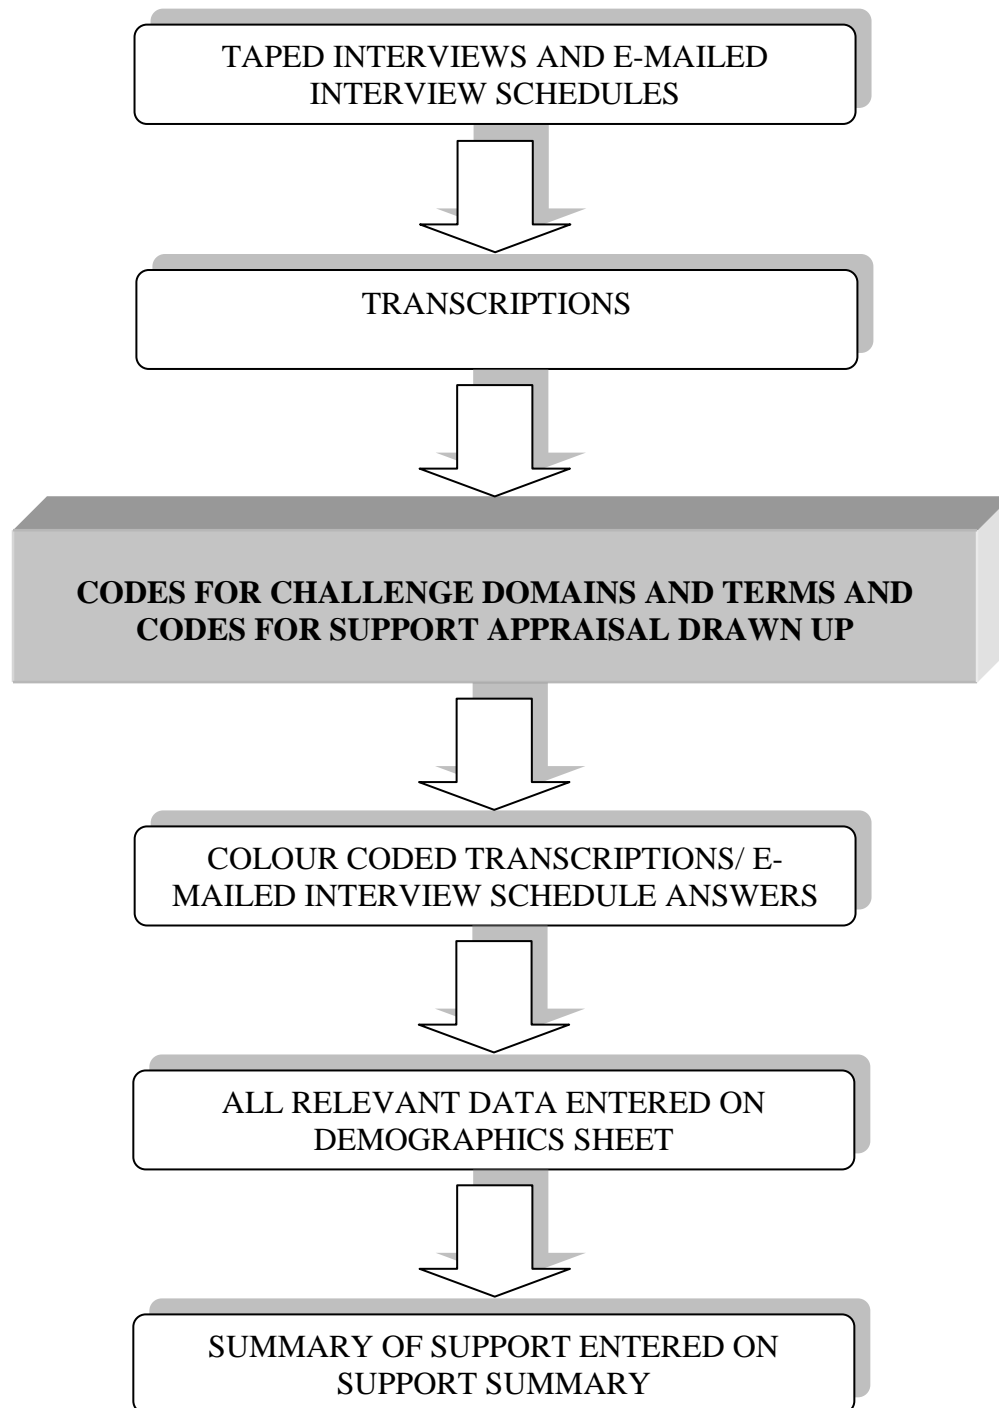 TAPED INTERVIEWS AND E-MAILED
INTERVIEW SCHEDULES
TRANSCRIPTIONS
CODES FOR CHALLENGE DOMAINS AND TERMS AND
CODES FOR SUPPORT APPRAISAL DRAWN UP
COLOUR CODED TRANSCRIPTIONS/ E-
MAILED INTERVIEW SCHEDULE ANSWERS
ALL RELEVANT DATA ENTERED ON
DEMOGRAPHICS SHEET
SUMMARY OF SUPPORT ENTERED ON
SUPPORT SUMMARY